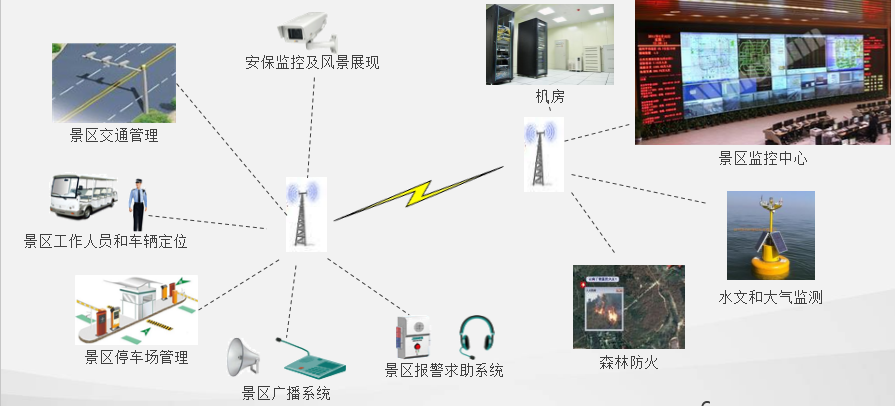 安保监控及风景展现
机房
景区交通管理
景区监控中心
景区工作人员和车辆定位
水文和大气监测
景区停车场管理
景区报警求助系统
森林防火
景区广播系统